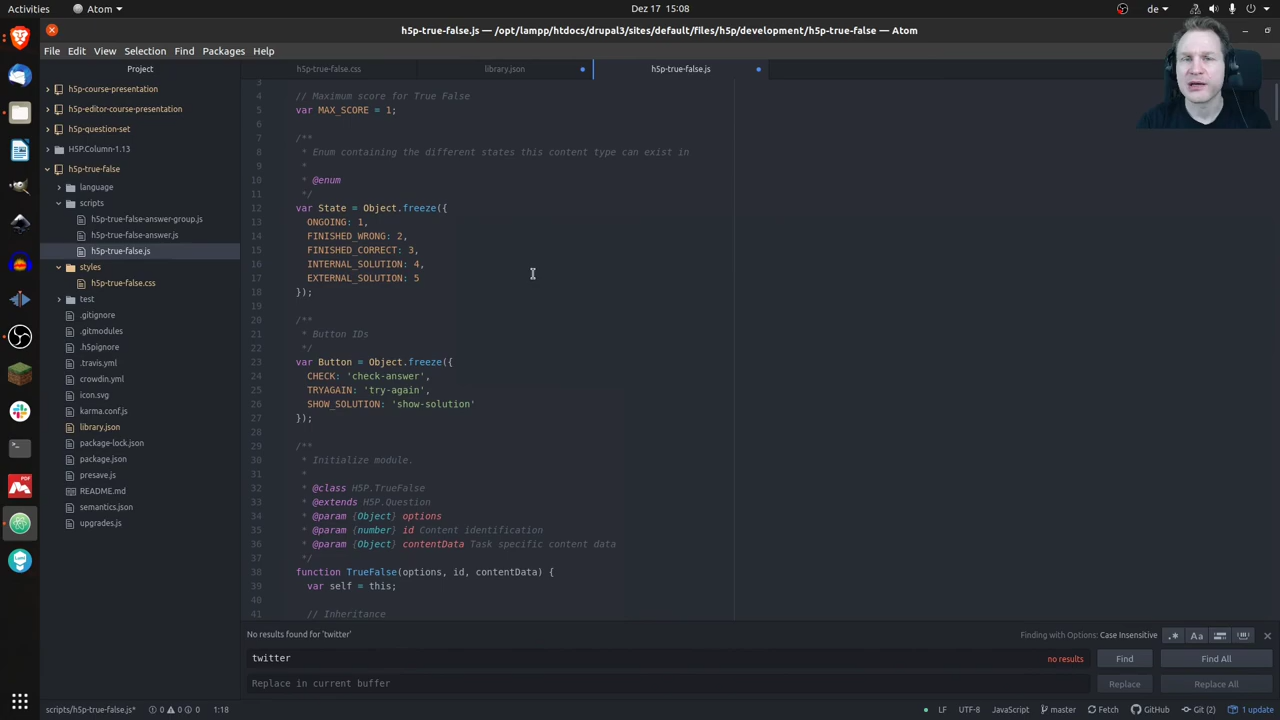 Activities
Atom
Dez 17 15:08
de
h5p-true-false.js — /opt/lampp/htdocs/drupal3/sites/default/files/h5p/development/h5p-true-false — Atom
File Edit View Selection Find Packages Help
Project
h5p-true-false.css
library.json
h5p-true-false.js
h5p-course-presentation
h5p-editor-course-presentation
h5p-question-set
H5P.Column-1.13
h5p-true-false
language
scripts
h5p-true-false-answer-group.js
h5p-true-false-answer.js
h5p-true-false.js
styles
h5p-true-false.css
test
.gitignore
.gitmodules
.h5pignore
.travis.yml
crowdin.yml
icon.svg
karma.conf.js
library.json
package-lock.json
package.json
presave.js
README.md
semantics.json
upgrades.js
3
4 // Maximum score for True False
5 var MAX_SCORE = 1;
6
7 /**
8 * Enum containing the different states this content type can exist in
9 *
10 * @enum
11 */
12 var State = Object.freeze({
13 ONGOING: 1,
14 FINISHED_WRONG: 2,
15 FINISHED_CORRECT: 3,
16 INTERNAL_SOLUTION: 4,
17 EXTERNAL_SOLUTION: 5
18 });
19
20 /**
21 * Button IDs
22 */
23 var Button = Object.freeze({
24 CHECK: 'check-answer',
25 TRYAGAIN: 'try-again',
26 SHOW_SOLUTION: 'show-solution'
27 });
28
29 /**
30 * Initialize module.
31 *
32 * @class H5P.TrueFalse
33 * @extends H5P.Question
34 * @param {Object} options
35 * @param {number} id Content identification
36 * @param {Object} contentData Task specific content data
37 */
38 function TrueFalse(options, id, contentData) {
39 var self = this;
40
41 // Inheritance
No results found for 'twitter'
Finding with Options: Case Insensitive
.* Aa
twitter
no results
Find
Find All
Replace in current buffer
Replace
Replace All
scripts/h5p-true-false.js* 0 0 0 1:18
LF UTF-8 JavaScript master Fetch GitHub Git (2) 1 update